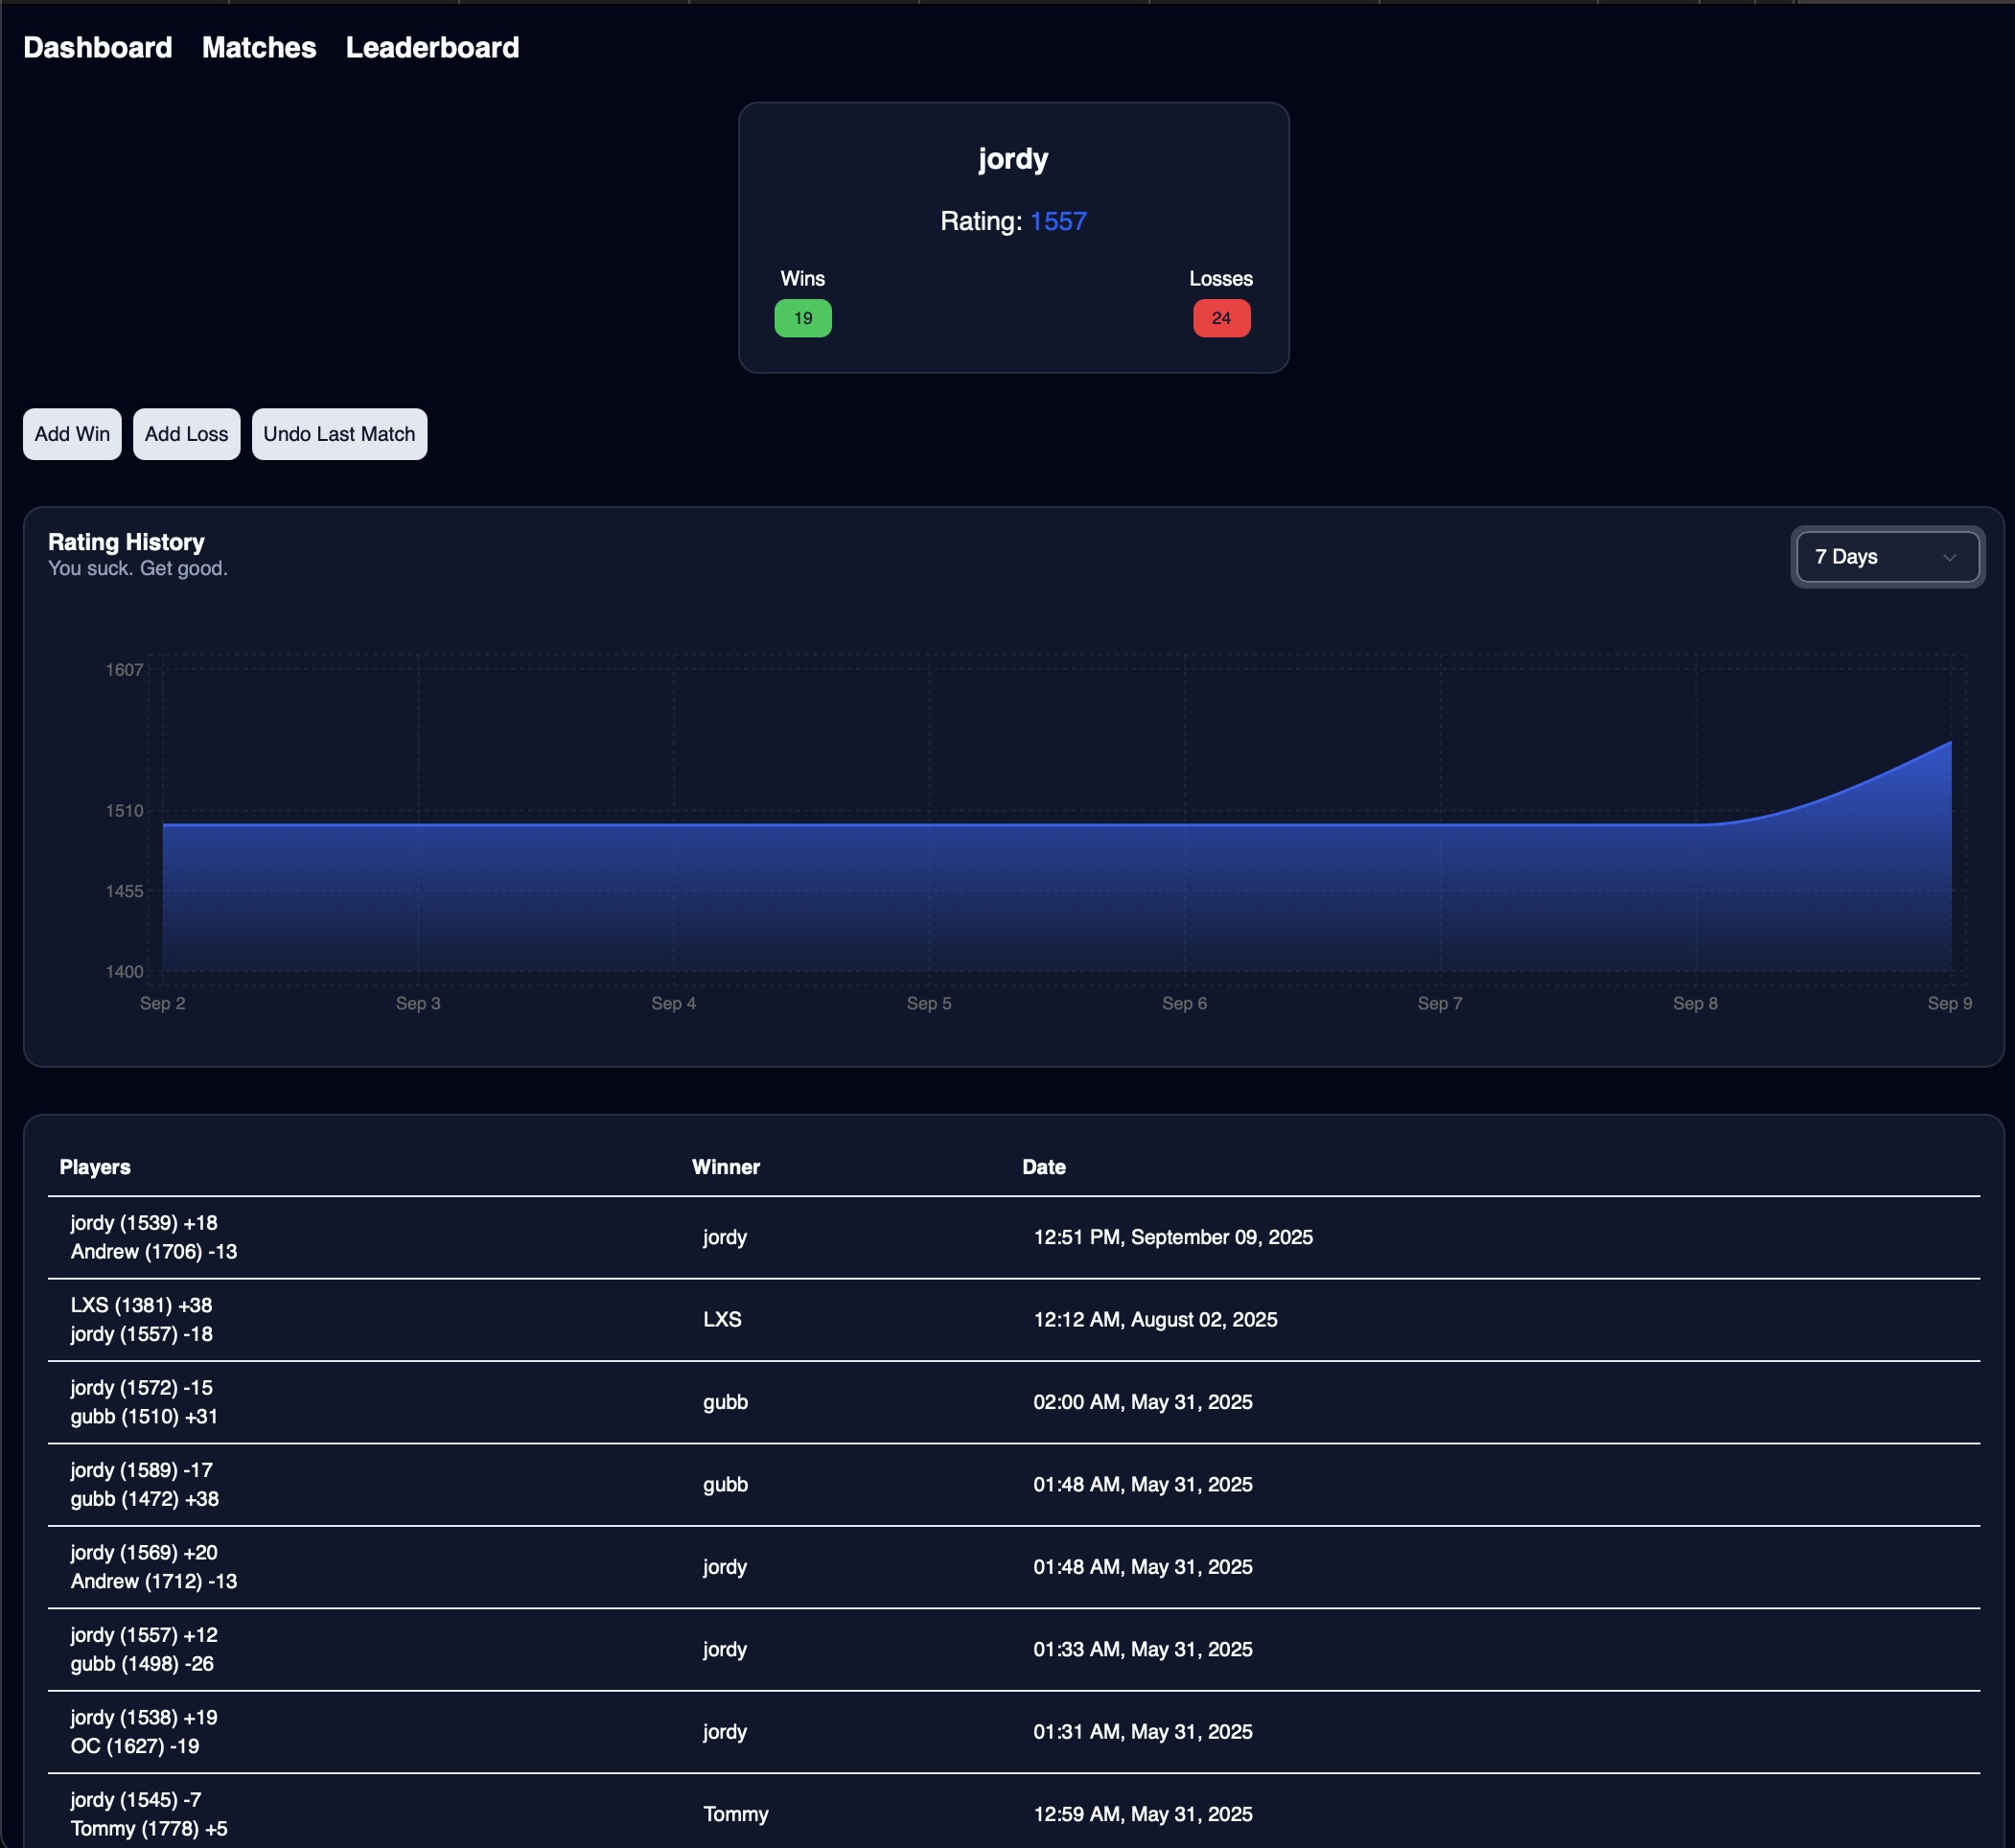 Dashboard Matches Leaderboard
jordy
Rating: 1557
Wins Losses
19 24
Add Win Add Loss Undo Last Match
Rating History
You suck. Get good.
7 Days
1607
1510
1455
1400
Sep 2 Sep 3 Sep 4 Sep 5 Sep 6 Sep 7 Sep 8 Sep 9
Players Winner Date
jordy (1539) +18
Andrew (1706) -13
jordy
12:51 PM, September 09, 2025
LXS (1381) +38
jordy (1557) -18
LXS
12:12 AM, August 02, 2025
jordy (1572) -15
gubb (1510) +31
gubb
02:00 AM, May 31, 2025
jordy (1589) -17
gubb (1472) +38
gubb
01:48 AM, May 31, 2025
jordy (1569) +20
Andrew (1712) -13
jordy
01:48 AM, May 31, 2025
jordy (1557) +12
gubb (1498) -26
jordy
01:33 AM, May 31, 2025
jordy (1538) +19
OC (1627) -19
jordy
01:31 AM, May 31, 2025
jordy (1545) -7
Tommy (1778) +5
Tommy
12:59 AM, May 31, 2025